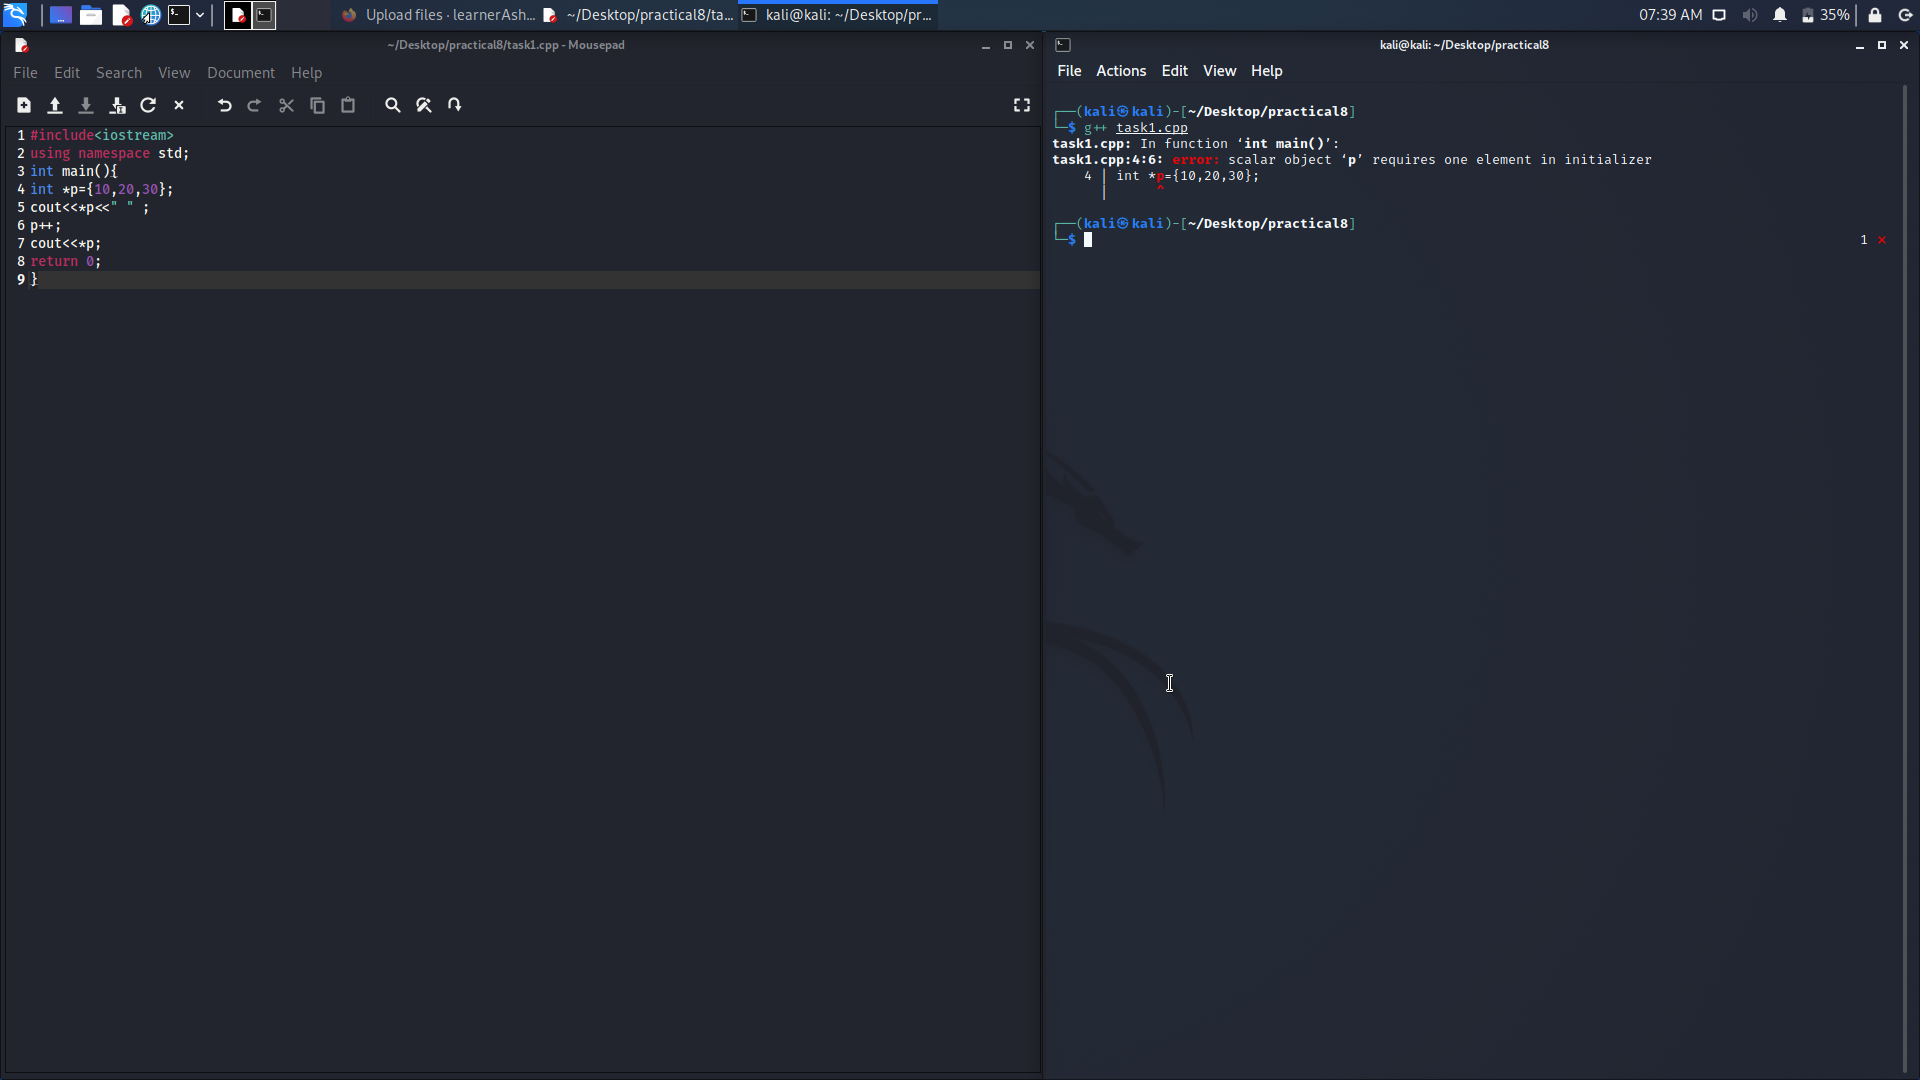 Upload files · learnerAsh... ~/Desktop/practical8/ta... kali@kali: ~/Desktop/pr... 07:39 AM 35%
~/Desktop/practical8/task1.cpp - Mousepad
File Edit Search View Document Help
1 #include<iostream>
2 using namespace std;
3 int main(){
4 int *p={10,20,30};
5 cout<<*p<<" " ;
6 p++;
7 cout<<*p;
8 return 0;
9 }
kali@kali: ~/Desktop/practical8
File Actions Edit View Help
┌──(kali㉿kali)-[~/Desktop/practical8]
└─$ g++ task1.cpp
task1.cpp: In function ‘int main()’:
task1.cpp:4:6: error: scalar object ‘p’ requires one element in initializer
4 | int *p={10,20,30};
| ^
┌──(kali㉿kali)-[~/Desktop/practical8]
└─$ 1 ⨯